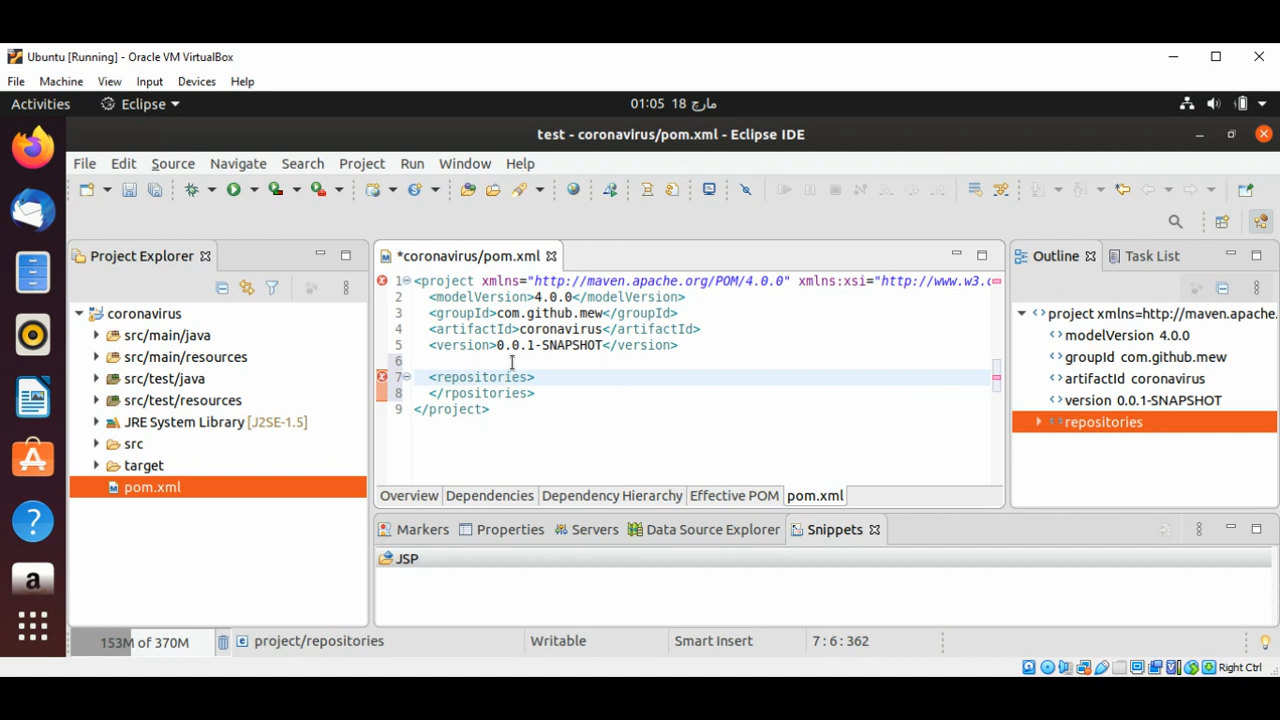 Ubuntu [Running] - Oracle VM VirtualBox
File Machine View Input Devices Help
Activities Eclipse 01:05 18 مارچ
test - coronavirus/pom.xml - Eclipse IDE
File Edit Source Navigate Search Project Run Window Help
Project Explorer
coronavirus
src/main/java
src/main/resources
src/test/java
src/test/resources
JRE System Library [J2SE-1.5]
src
target
pom.xml
*coronavirus/pom.xml
1 <project xmlns="http://maven.apache.org/POM/4.0.0" xmlns:xsi="http://www.w3.c
2 <modelVersion>4.0.0</modelVersion>
3 <groupId>com.github.mew</groupId>
4 <artifactId>coronavirus</artifactId>
5 <version>0.0.1-SNAPSHOT</version>
6
7 <repositories>
8 </rpositories>
9 </project>
Overview Dependencies Dependency Hierarchy Effective POM pom.xml
Outline Task List
project xmlns=http://maven.apache.
modelVersion 4.0.0
groupId com.github.mew
artifactId coronavirus
version 0.0.1-SNAPSHOT
repositories
Markers Properties Servers Data Source Explorer Snippets
JSP
a
153M of 370M project/repositories Writable Smart Insert 7:6:362
Right Ctrl